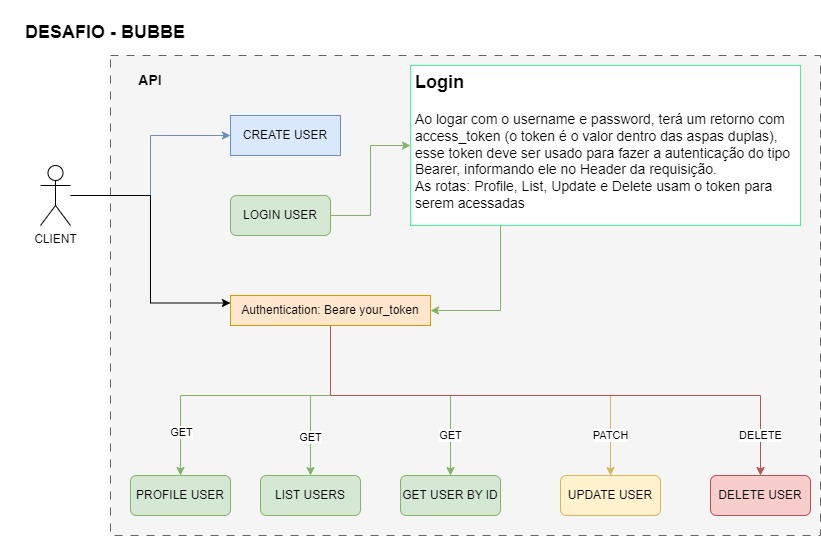 DESAFIO - BUBBE
API
Login
Ao logar com o username e password, terá um retorno com
access_token (o token é o valor dentro das aspas duplas),
esse token deve ser usado para fazer a autenticação do tipo
Bearer, informando ele no Header da requisição.
As rotas: Profile, List, Update e Delete usam o token para
serem acessadas
CREATE USER
LOGIN USER
CLIENT
Authentication: Beare your_token
GET
GET
GET
PATCH
DELETE
PROFILE USER
LIST USERS
GET USER BY ID
UPDATE USER
DELETE USER